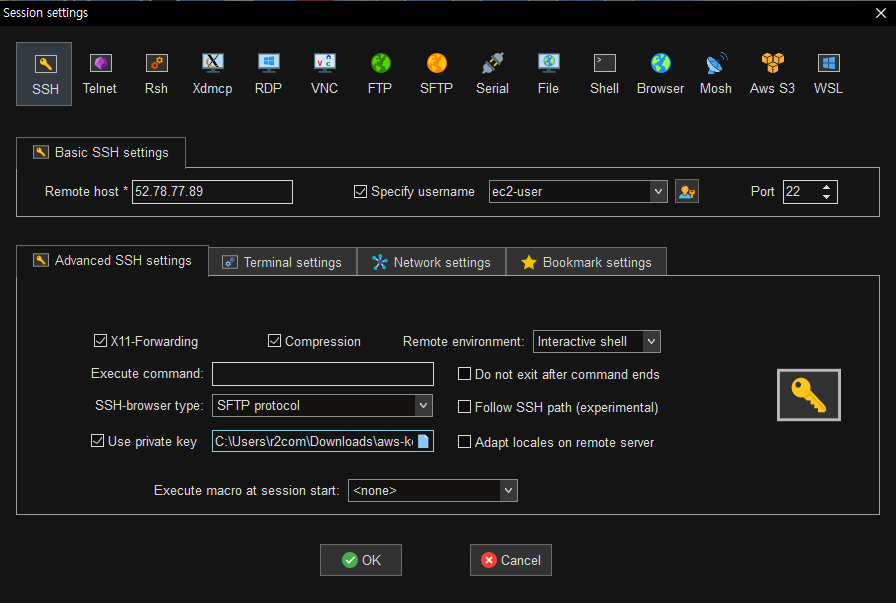 Session settings
SSH Telnet Rsh Xdmcp RDP VNC FTP SFTP Serial File Shell Browser Mosh Aws S3 WSL
Basic SSH settings
Remote host * 52.78.77.89 Specify username ec2-user Port 22
Advanced SSH settings Terminal settings Network settings Bookmark settings
X11-Forwarding Compression Remote environment: Interactive shell
Execute command: Do not exit after command ends
SSH-browser type: SFTP protocol Follow SSH path (experimental)
Use private key C:\Users\r2com\Downloads\aws-k Adapt locales on remote server
Execute macro at session start: <none>
OK Cancel